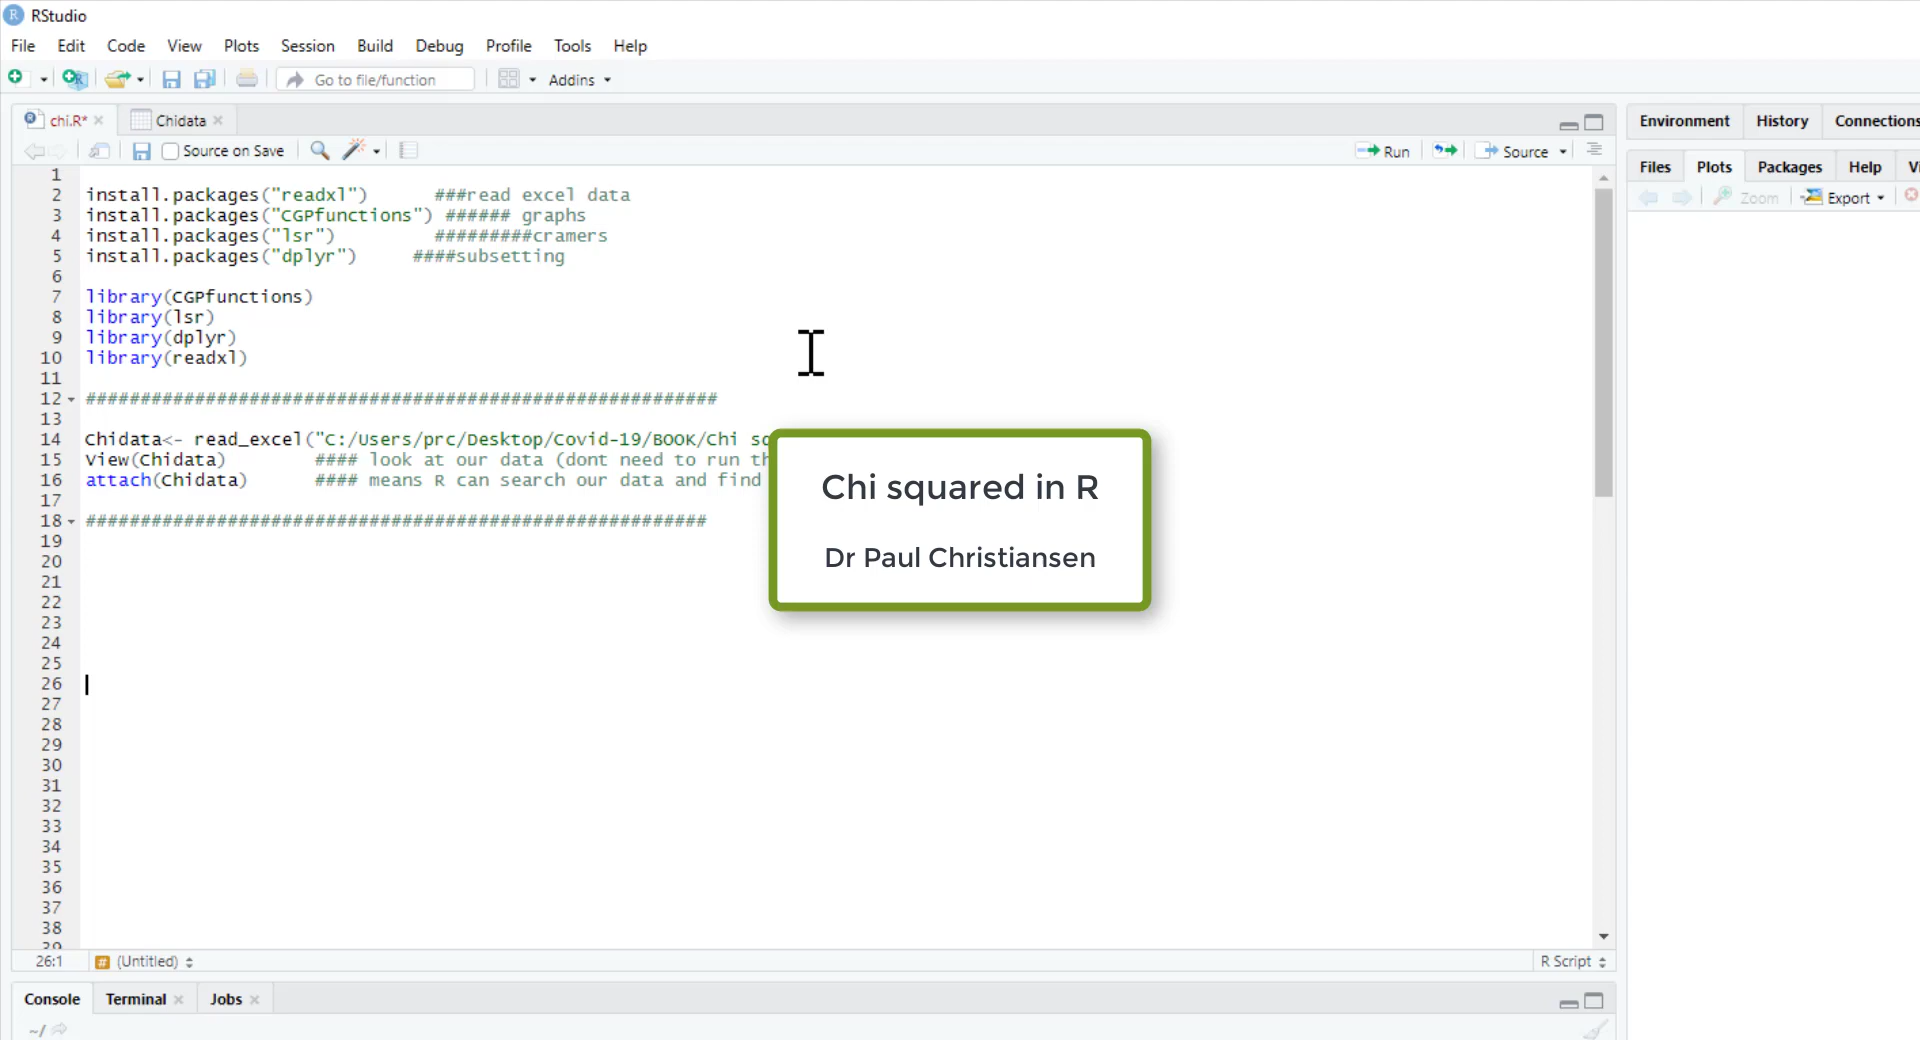 RStudio
File Edit Code View Plots Session Build Debug Profile Tools Help
Go to file/function Addins
chi.R* Chidata
Source on Save Run Source
1
2 install.packages("readxl") ###read excel data
3 install.packages("CGPfunctions") ###### graphs
4 install.packages("lsr") #########cramers
5 install.packages("dplyr") ####subsetting
6
7 library(CGPfunctions)
8 library(lsr)
9 library(dplyr)
10 library(readxl)
11
12 ##########################################################
13
14 Chidata<- read_excel("C:/Users/prc/Desktop/Covid-19/BOOK/Chi
15 View(Chidata) #### look at our data (dont need to run
16 attach(Chidata) #### means R can search our data and find
17
18 #########################################################
19
20
21
22
23
24
25
26
27
28
29
30
31
32
33
34
35
36
37
38
39
Chi squared in R
Dr Paul Christiansen
26:1 # (Untitled) R Script
Console Terminal Jobs
~/
Environment History Connections
Files Plots Packages Help
Zoom Export